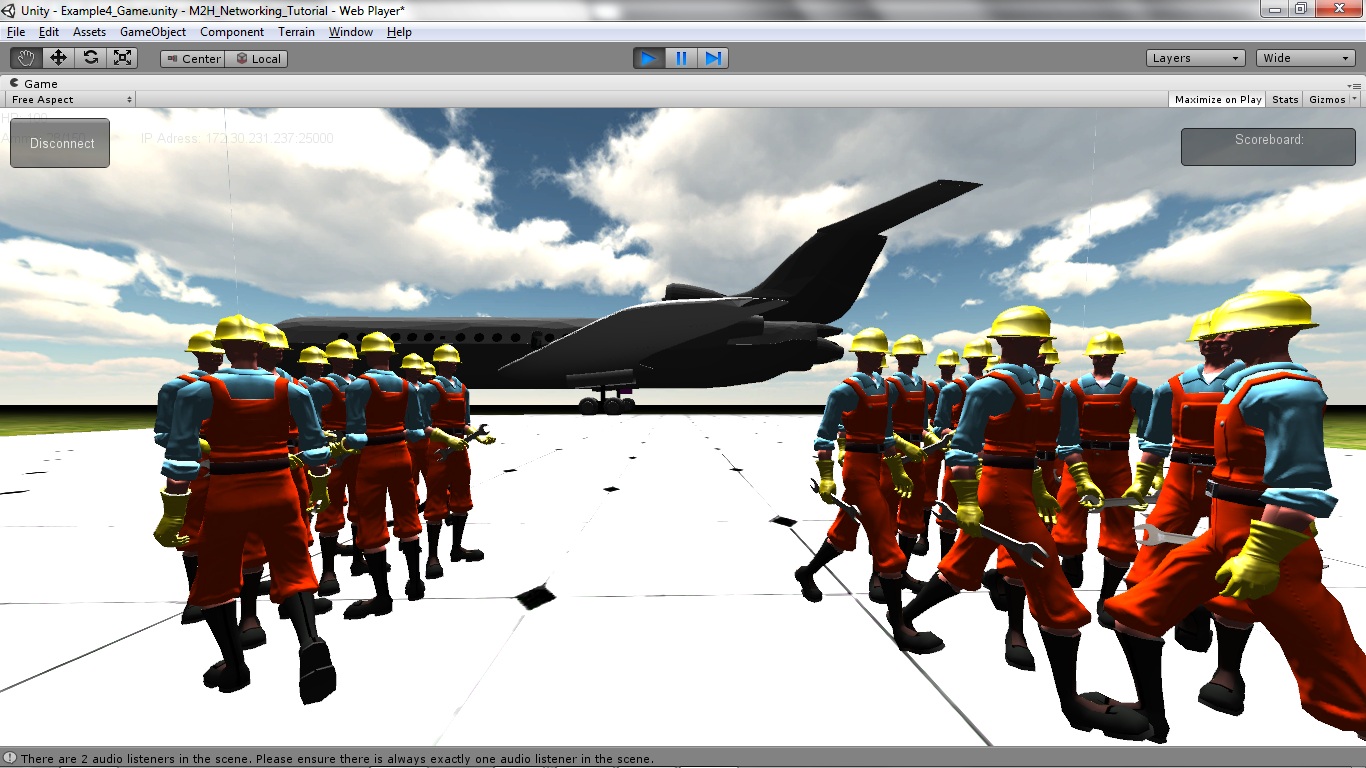 Unity - Example4_Game.unity - M2H_Networking_Tutorial - Web Player*
File Edit Assets GameObject Component Terrain Window Help
Center Local Layers Wide
Game
Free Aspect Maximize on Play Stats Gizmos
HP: 100
Disconnect
IP Adress: 172.30.231.237:25000
Scoreboard:
There are 2 audio listeners in the scene. Please ensure there is always exactly one audio listener in the scene.